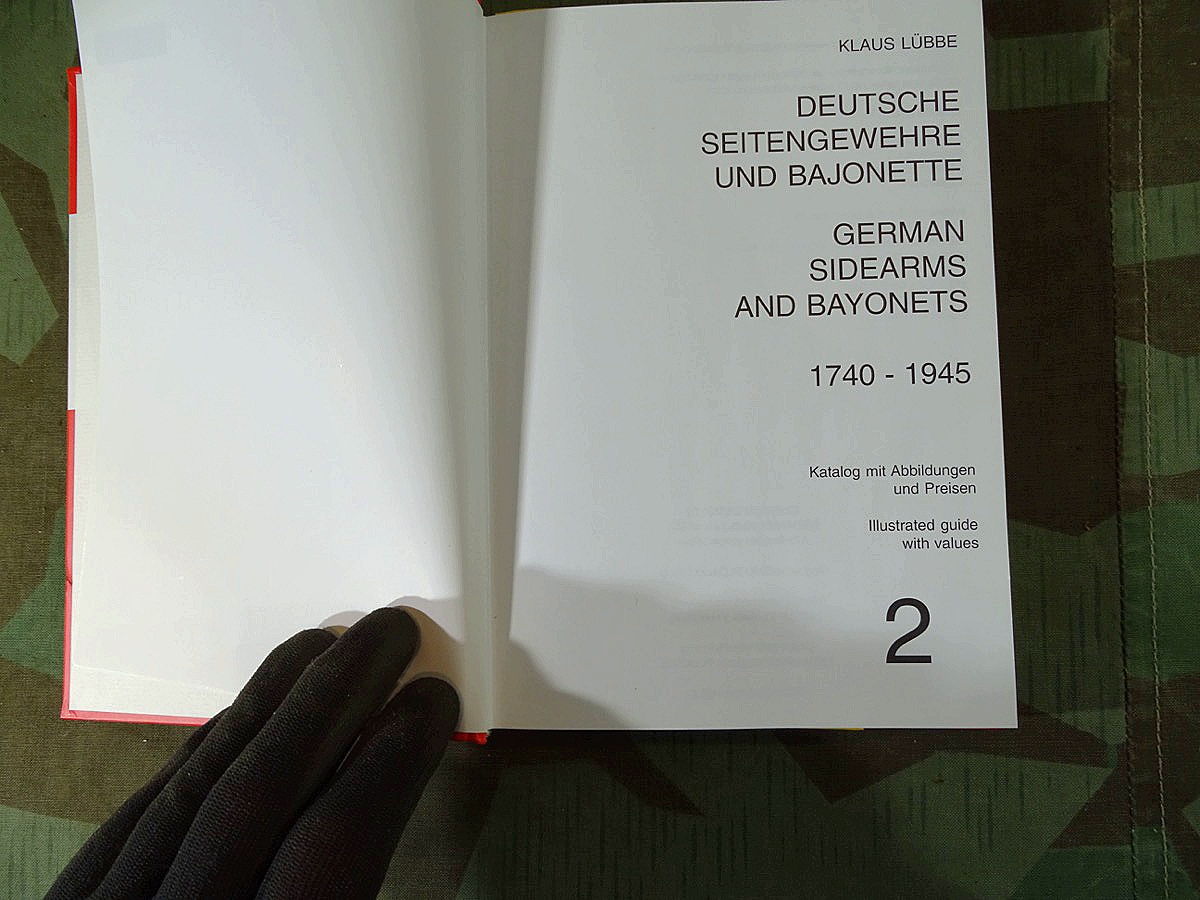 KLAUS LÜBBE
DEUTSCHE
SEITENGEWEHRE
UND BAJONETTE
GERMAN
SIDEARMS
AND BAYONETS
1740 - 1945
Katalog mit Abbildungen
und Preisen
Illustrated guide
with values
2